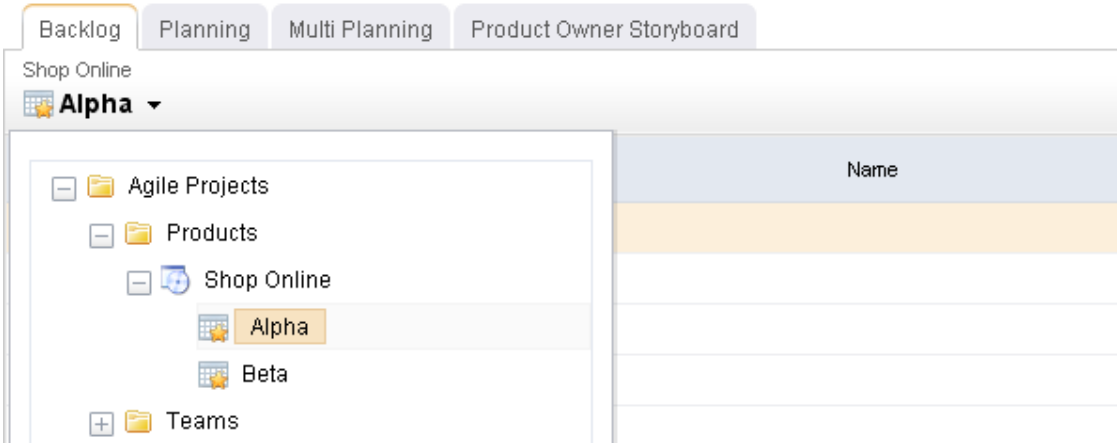 Backlog Planning Multi Planning Product Owner Storyboard
Shop Online
Alpha
Name
Agile Projects
Products
Shop Online
Alpha
Beta
Teams